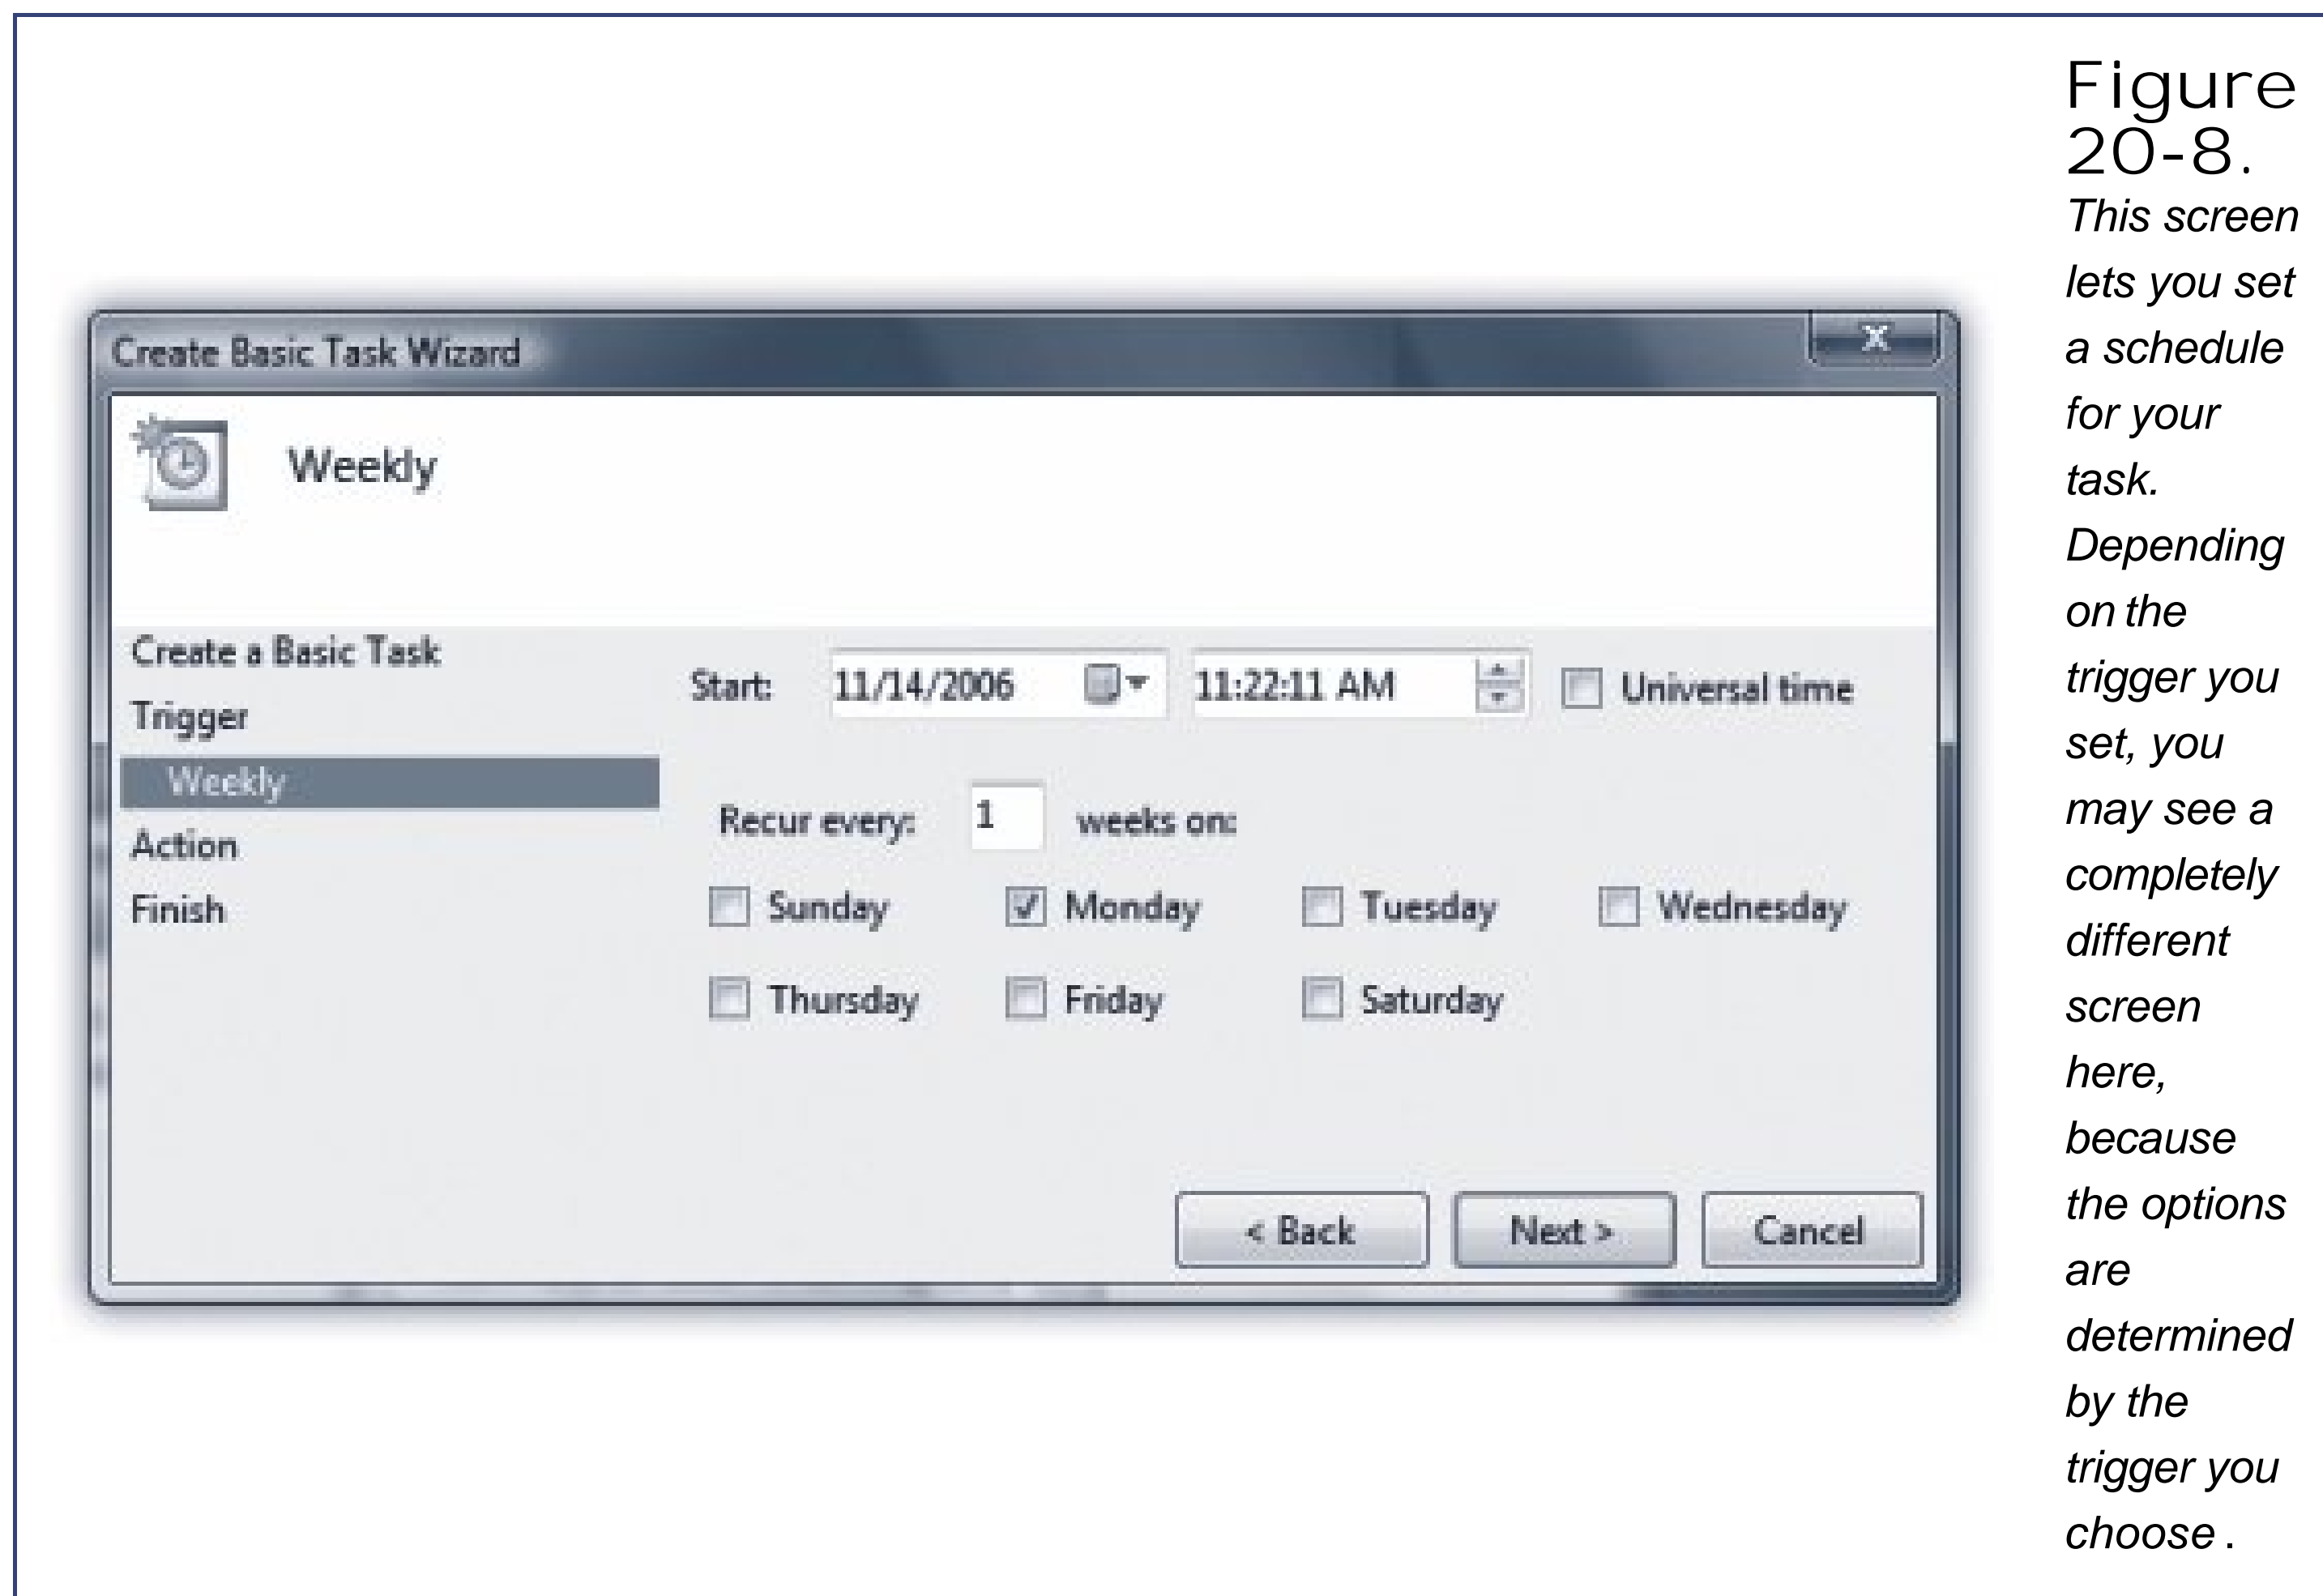 Figure
20-8.
This screen
lets you set
a schedule
for your
task.
Depending
on the
trigger you
set, you
may see a
completely
different
screen
here,
because
the options
are
determined
by the
trigger you
choose .
Create Basic Task Wizard
Weekly
Create a Basic Task
Trigger
Weekly
Action
Finish
Start: 11/14/2006 11:22:11 AM Universal time
Recur every: 1 weeks on:
Sunday Monday Tuesday Wednesday
Thursday Friday Saturday
< Back Next > Cancel